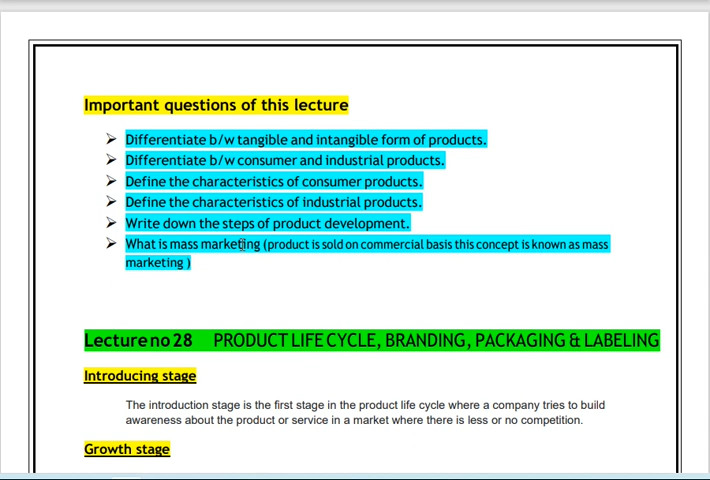 Important questions of this lecture
➢ Differentiate b/w tangible and intangible form of products.
➢ Differentiate b/w consumer and industrial products.
➢ Define the characteristics of consumer products.
➢ Define the characteristics of industrial products.
➢ Write down the steps of product development.
➢ What is mass marketing (product is sold on commercial basis this concept is known as mass
marketing )
Lecture no 28 PRODUCT LIFE CYCLE, BRANDING, PACKAGING & LABELING
Introducing stage
The introduction stage is the first stage in the product life cycle where a company tries to build
awareness about the product or service in a market where there is less or no competition.
Growth stage